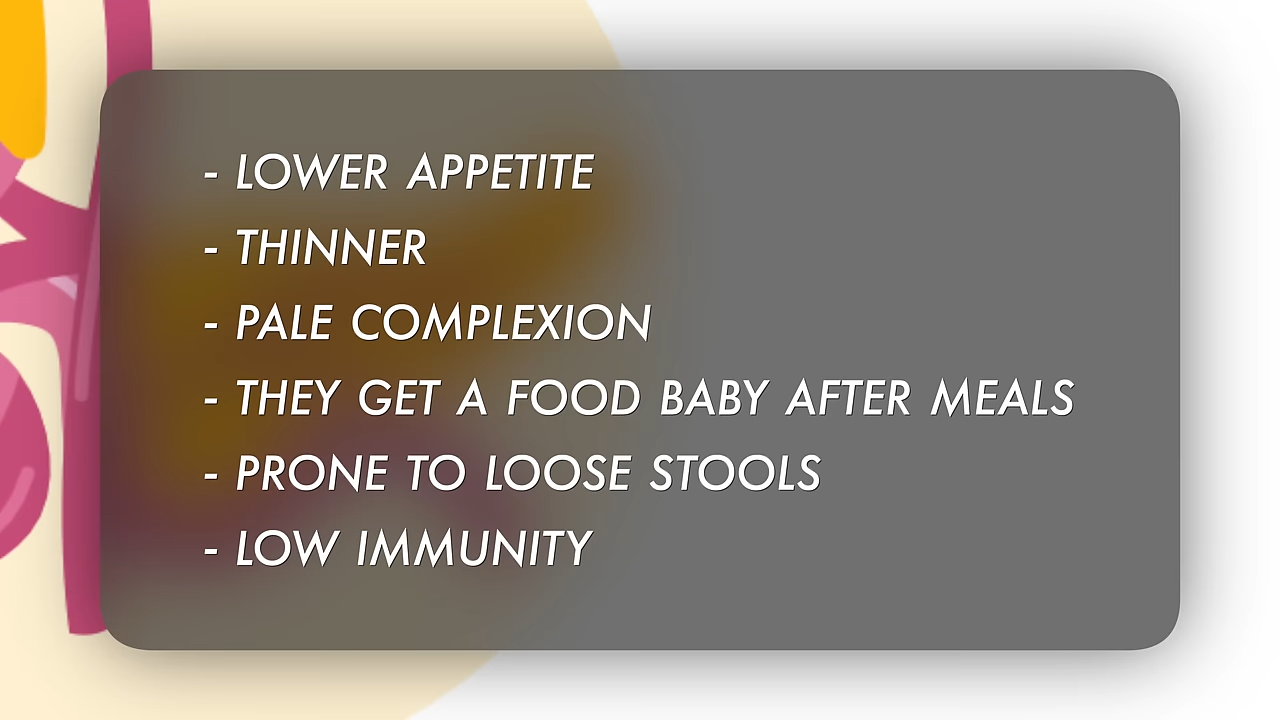 - LOWER APPETITE
- THINNER
- PALE COMPLEXION
- THEY GET A FOOD BABY AFTER MEALS
- PRONE TO LOOSE STOOLS
- LOW IMMUNITY